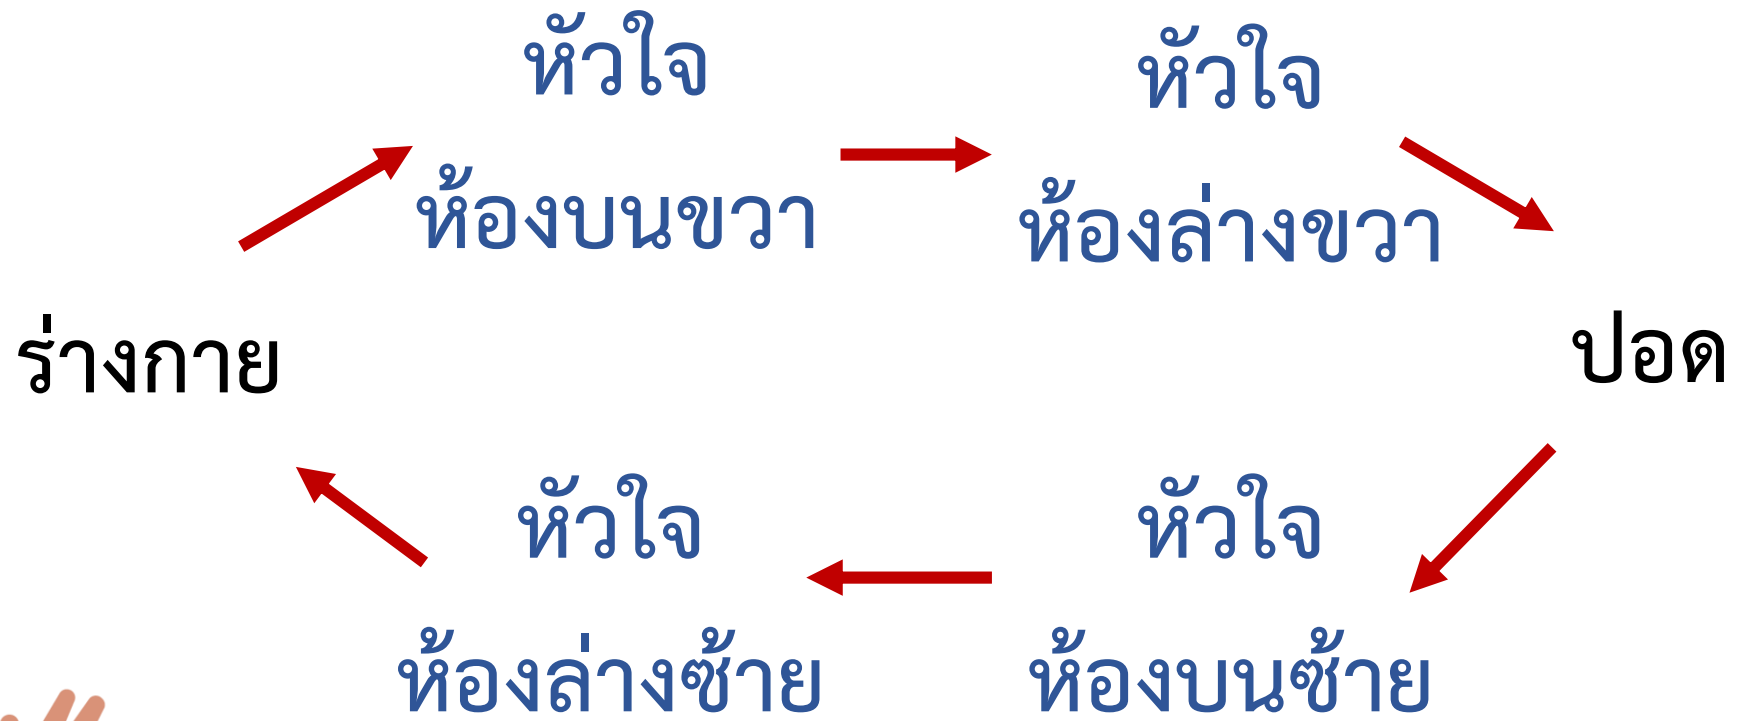 หัวใจ
ห้องบนขวา
หัวใจ
ห้องล่างขวา
ร่างกาย
ปอด
หัวใจ
ห้องล่างซ้าย
หัวใจ
ห้องบนซ้าย